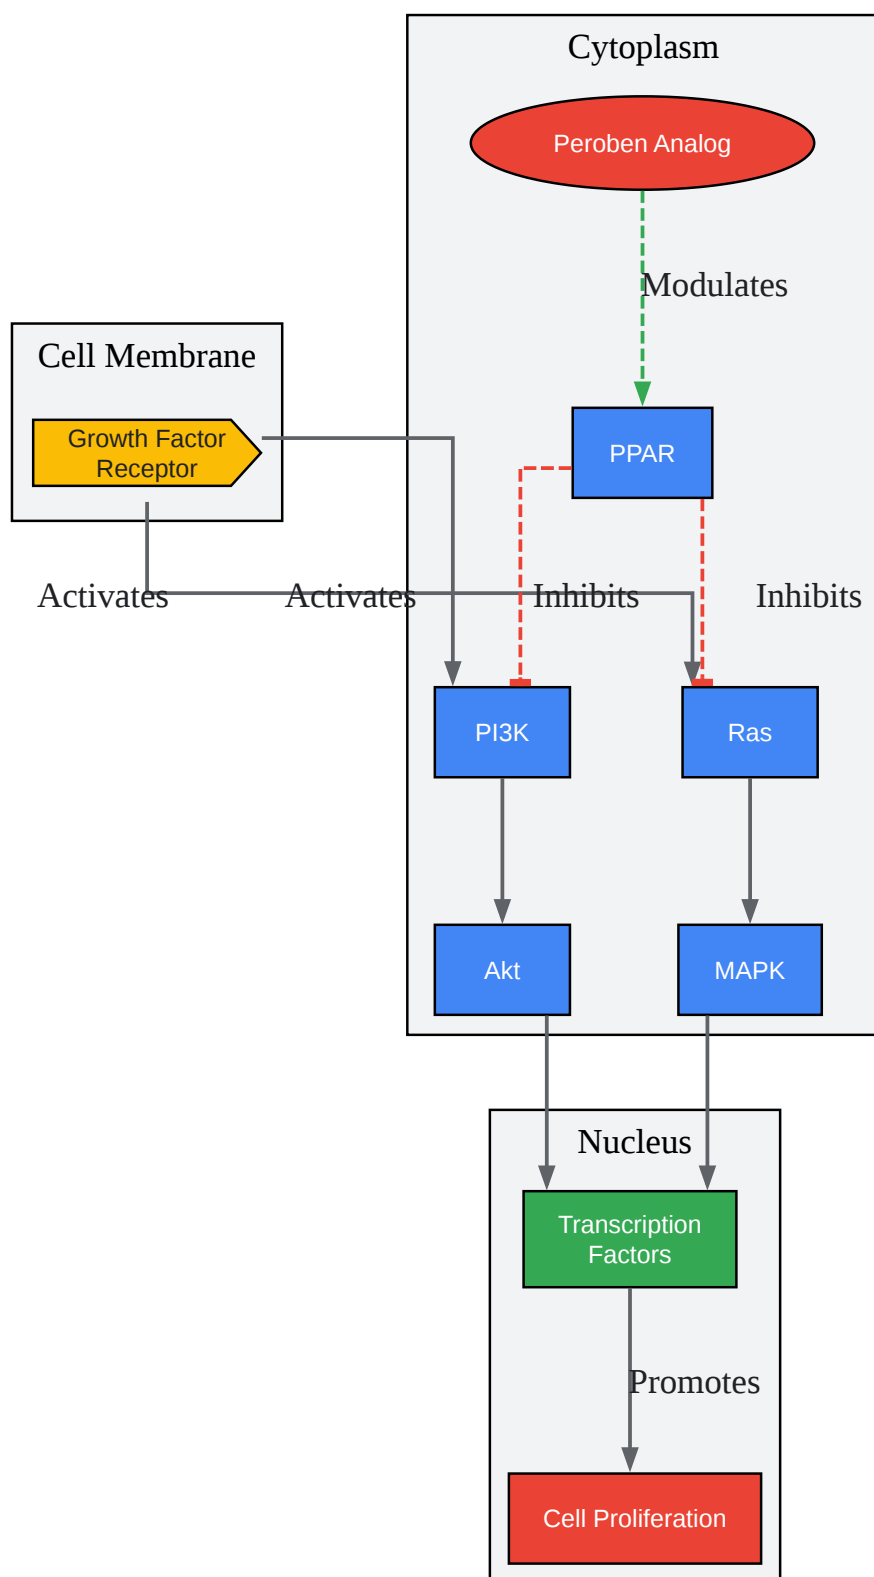 Cytoplasm
Peroben Analog
Modulates
Cell Membrane
Growth Factor
Receptor
PPAR
Activates
Activates
Inhibits
Inhibits
PI3K
Ras
Akt
MAPK
Nucleus
Transcription
Factors
Promotes
Cell Proliferation